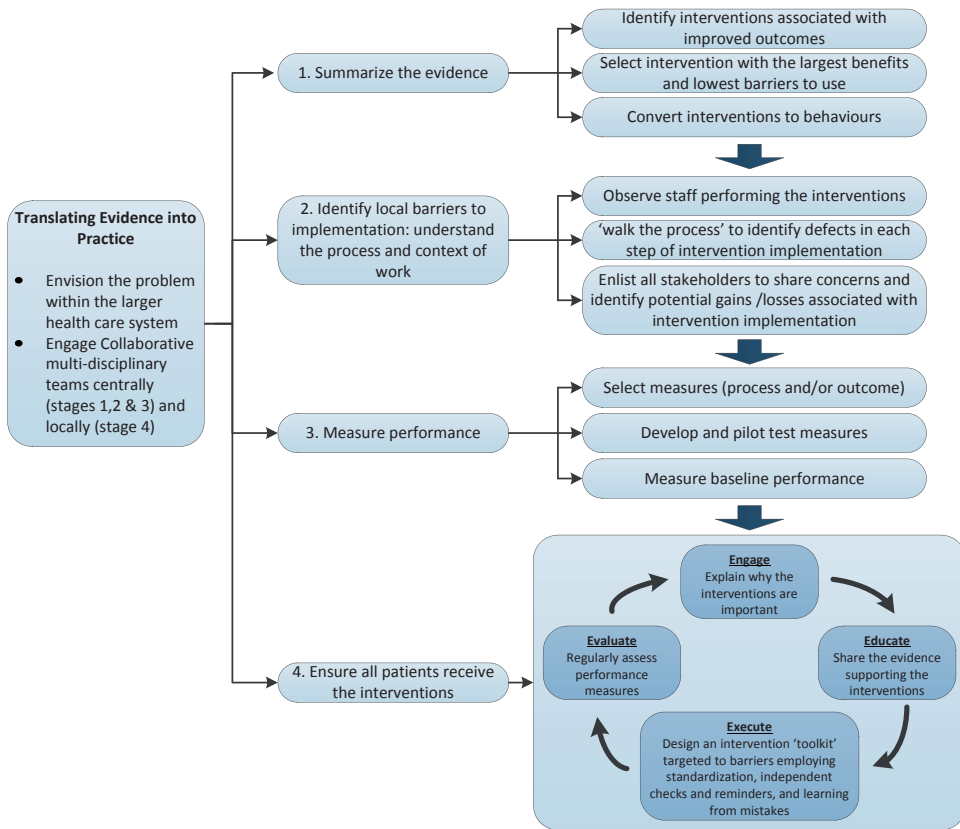 Translating Evidence into
Practice
• Envision the problem
within the larger
health care system
• Engage Collaborative
multi-disciplinary
teams centrally
(stages 1,2 & 3) and
locally (stage 4)
1. Summarize the evidence
Identify interventions associated with
improved outcomes
Select intervention with the largest benefits
and lowest barriers to use
Convert interventions to behaviours
2. Identify local barriers to
implementation: understand
the process and context of
work
Observe staff performing the interventions
‘walk the process’ to identify defects in each
step of intervention implementation
Enlist all stakeholders to share concerns and
identify potential gains /losses associated with
intervention implementation
3. Measure performance
Select measures (process and/or outcome)
Develop and pilot test measures
Measure baseline performance
4. Ensure all patients receive
the interventions
Engage
Explain why the
interventions are
important
Educate
Share the evidence
supporting the
interventions
Execute
Design an intervention ‘toolkit’
targeted to barriers employing
standardization, independent
checks and reminders, and learning
from mistakes
Evaluate
Regularly assess
performance
measures